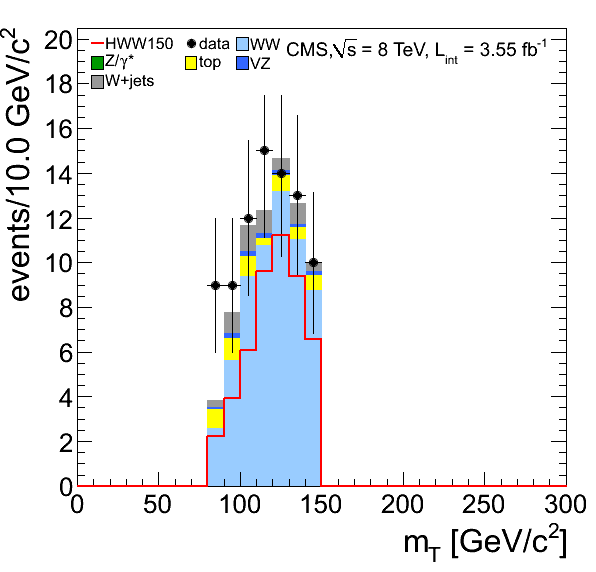 HWW150 data WW CMS,√s = 8 TeV, L_int = 3.55 fb⁻¹
Z/γ* top VZ
W+jets
events/10.0 GeV/c²
20
18
16
14
12
10
8
6
4
2
0
0 50 100 150 200 250 300
m_T [GeV/c²]